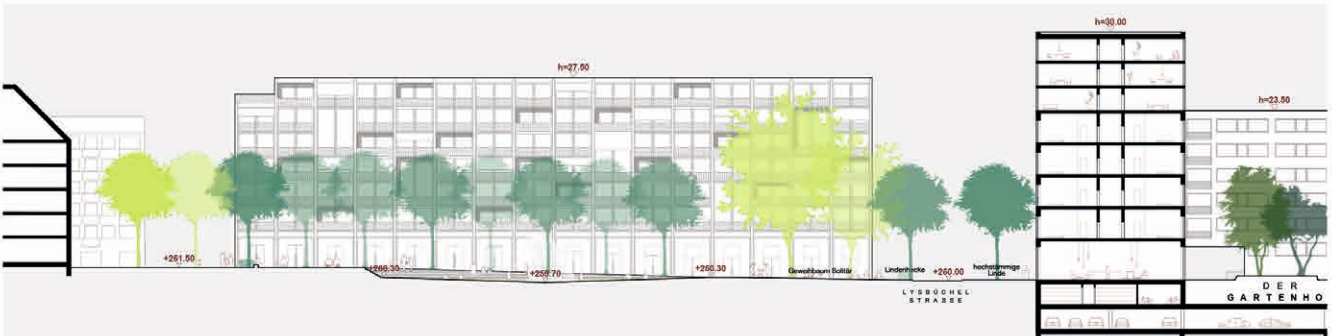 h=30.00
h=27.50
h=23.50
+261.50
+260.30
+259.70
+260.30
Geweihbaum Solitär
Lindenhecke
+260.00
hochstämmige
Linde
LYSBÜCHEL
STRASSE
DER
GARTENHO